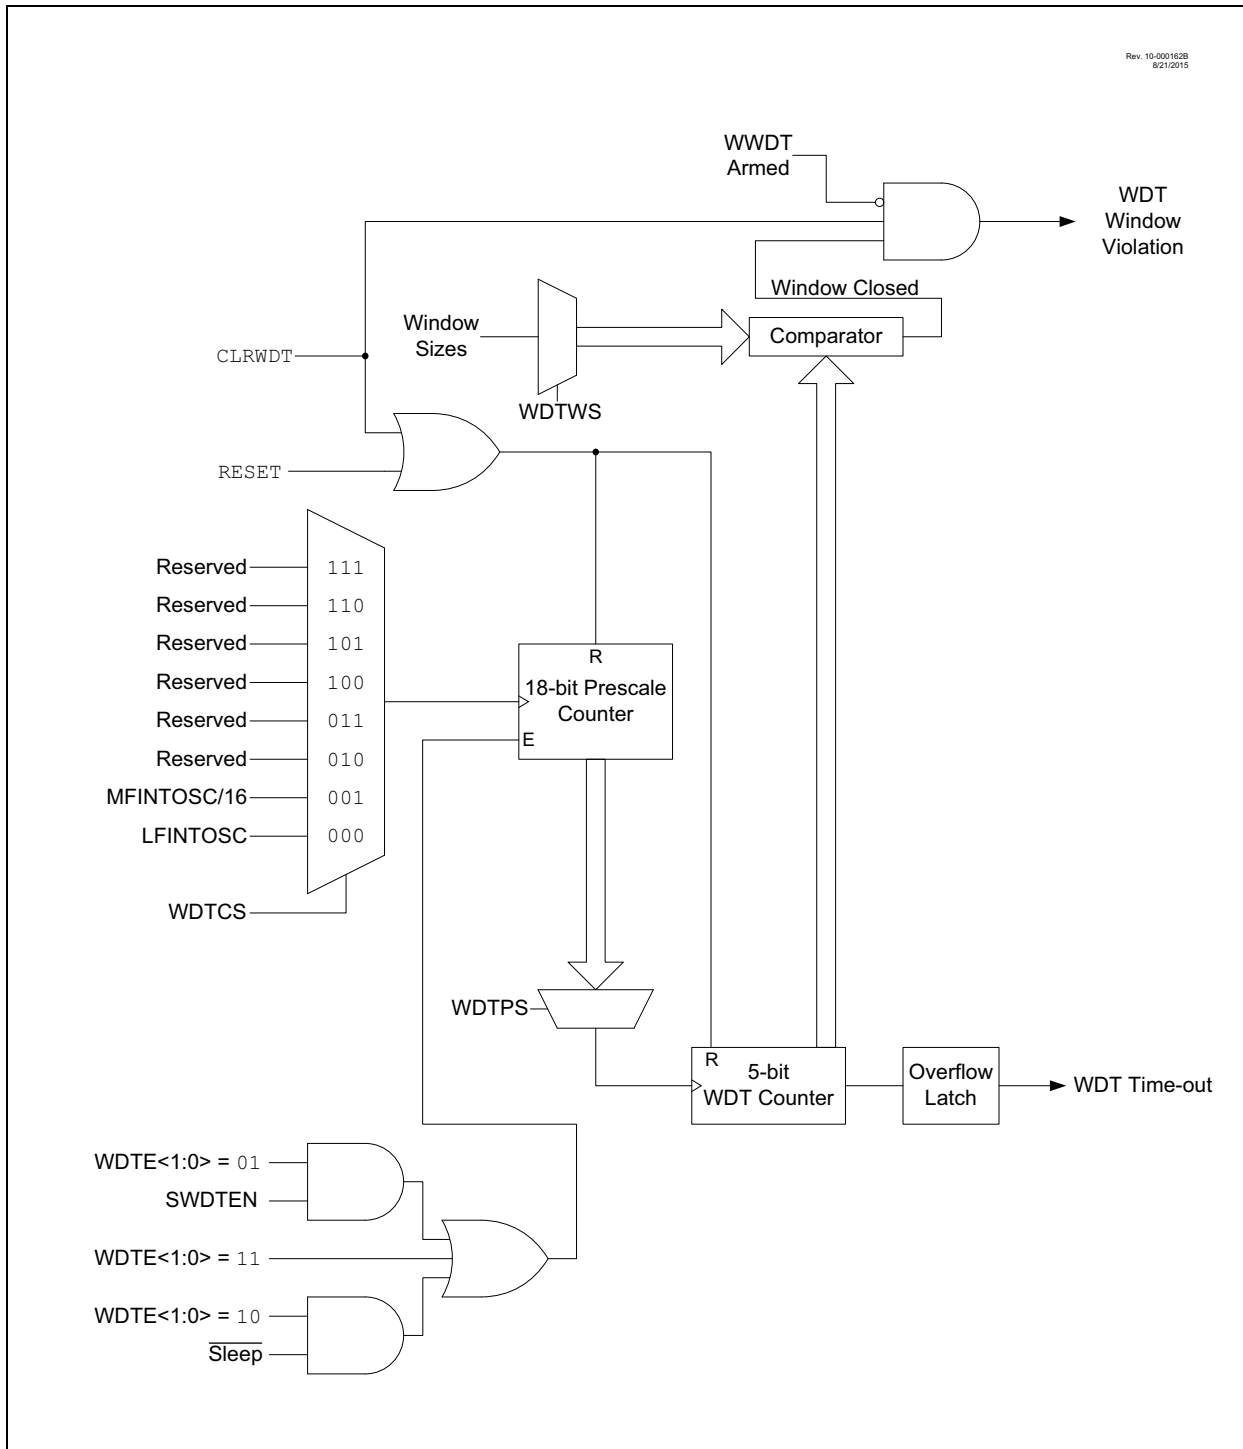 Rev. 10-000162B
8/21/2015
WWDT
Armed
WDT
Window
Violation
Window Closed
Window
Sizes
Comparator
CLRWDT
WDTWS
RESET
Reserved 111
Reserved 110
Reserved 101
Reserved 100
Reserved 011
Reserved 010
MFINTOSC/16 001
LFINTOSC 000
WDTCS
R
18-bit Prescale
Counter
E
WDTPS
R
5-bit
WDT Counter
Overflow
Latch
WDT Time-out
WDTE<1:0> = 01
SWDTEN
WDTE<1:0> = 11
WDTE<1:0> = 10
Sleep